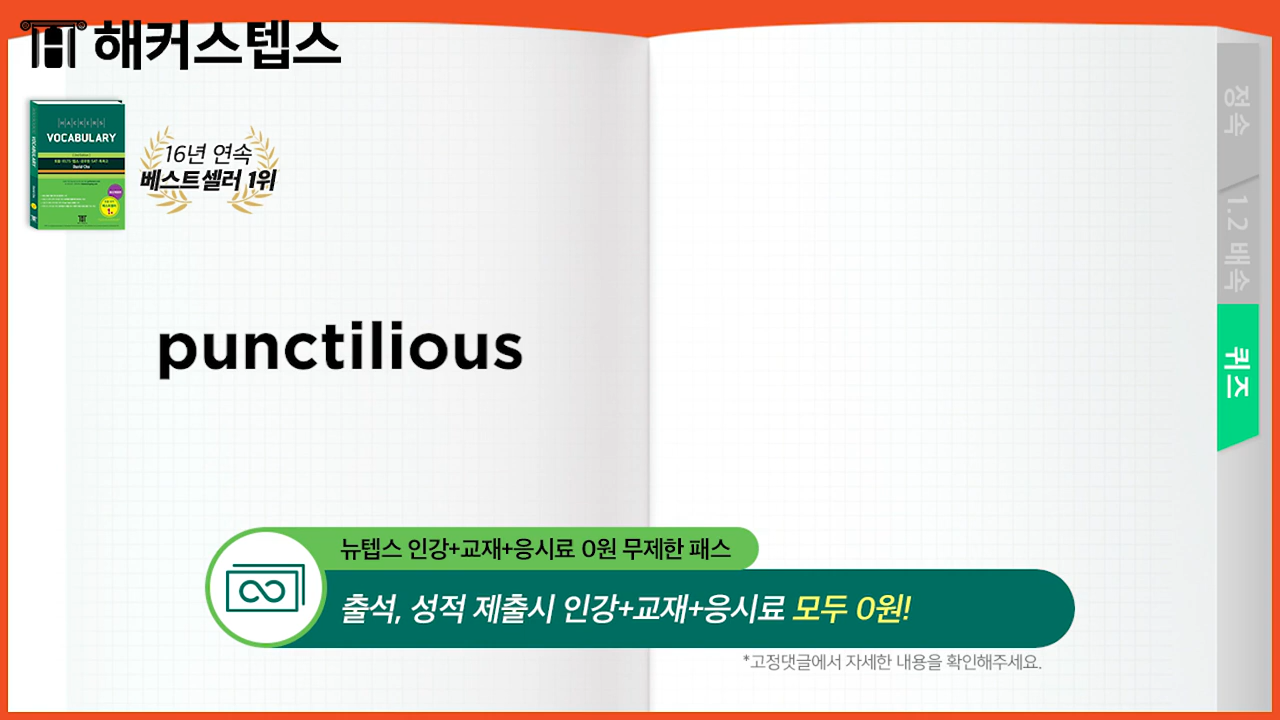 해커스텝스
HACKERS
VOCABULARY
David Cho
16년 연속
베스트셀러 1위
정속
1.2 배속
퀴즈
punctilious
뉴텝스 인강+교재+응시료 0원 무제한 패스
출석, 성적 제출시 인강+교재+응시료 모두 0원!
*고정댓글에서 자세한 내용을 확인해주세요.